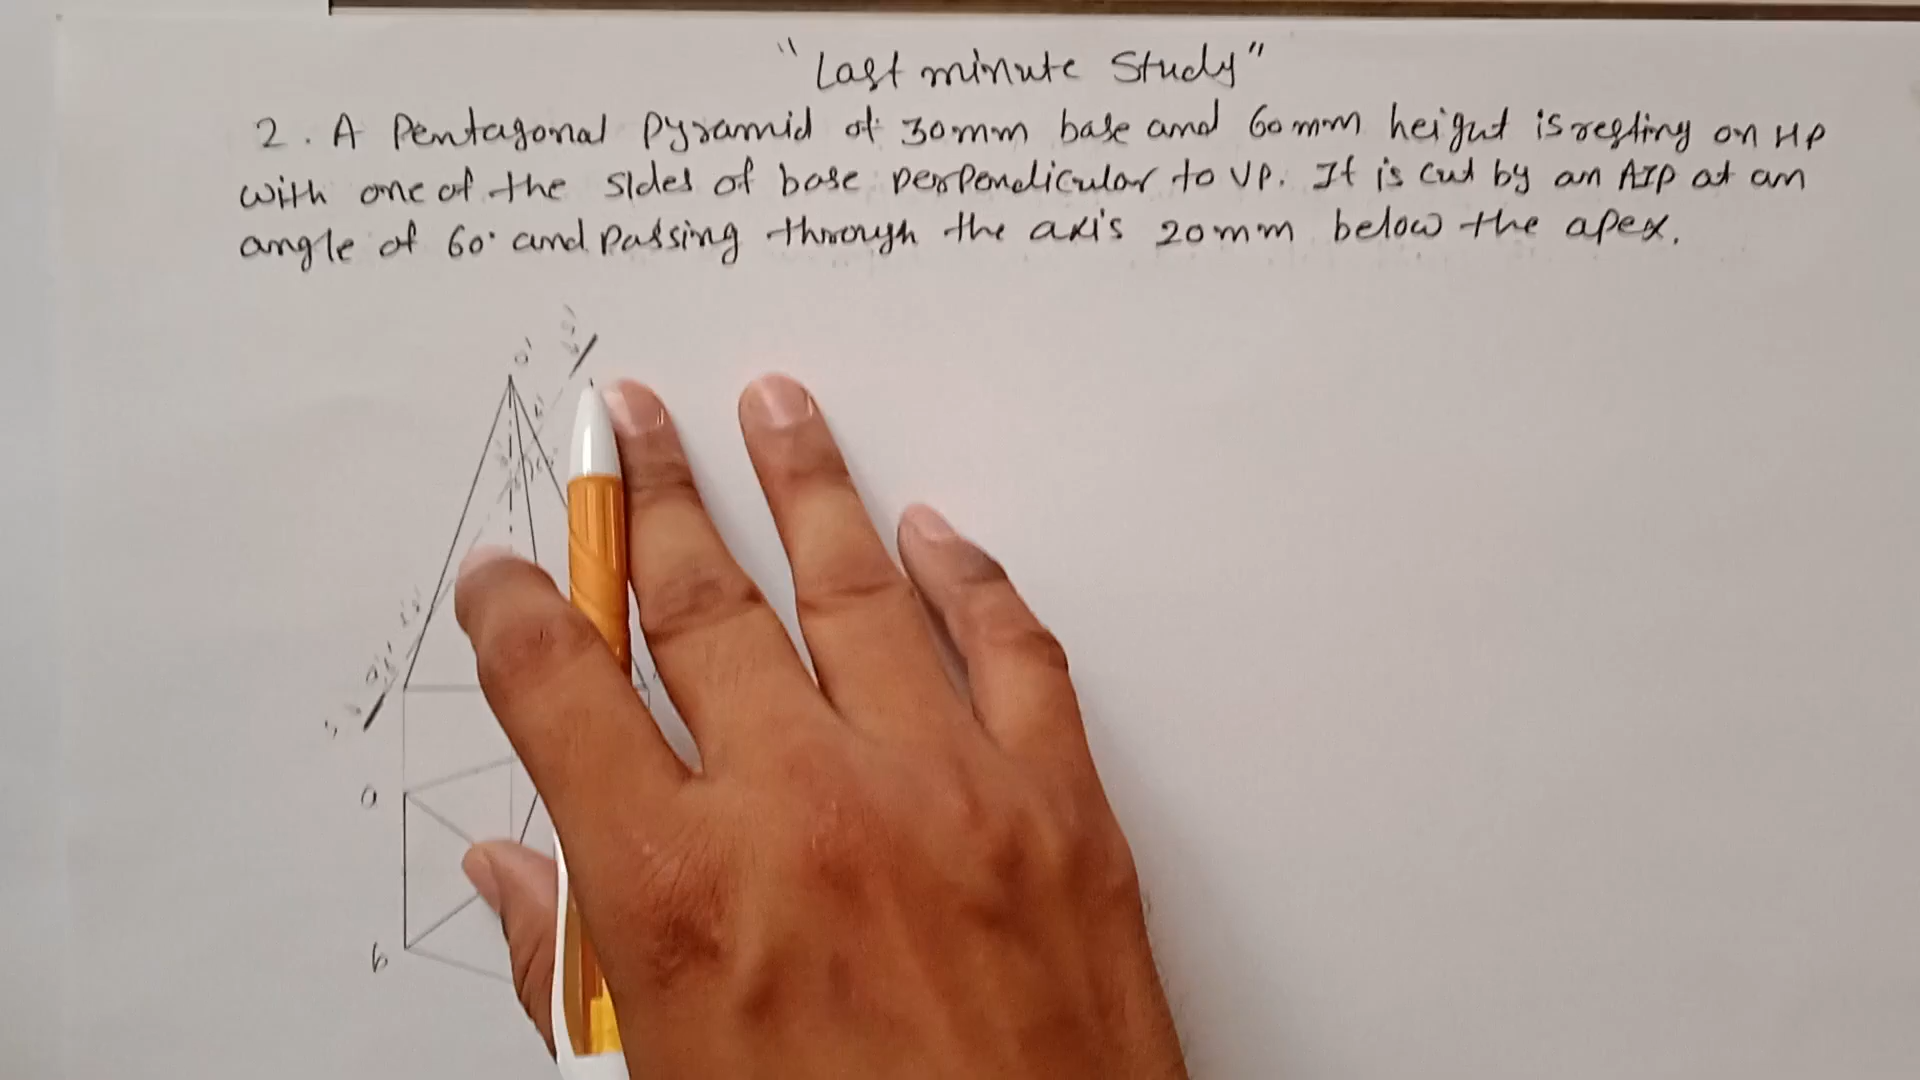 "Last minute Study"
2. A Pentagonal pyramid of 30mm base and 60mm height is resting on HP
with one of the sides of base perpendicular to VP. It is cut by an AIP at an
angle of 60° and passing through the axis 20mm below the apex.
o'
a
b